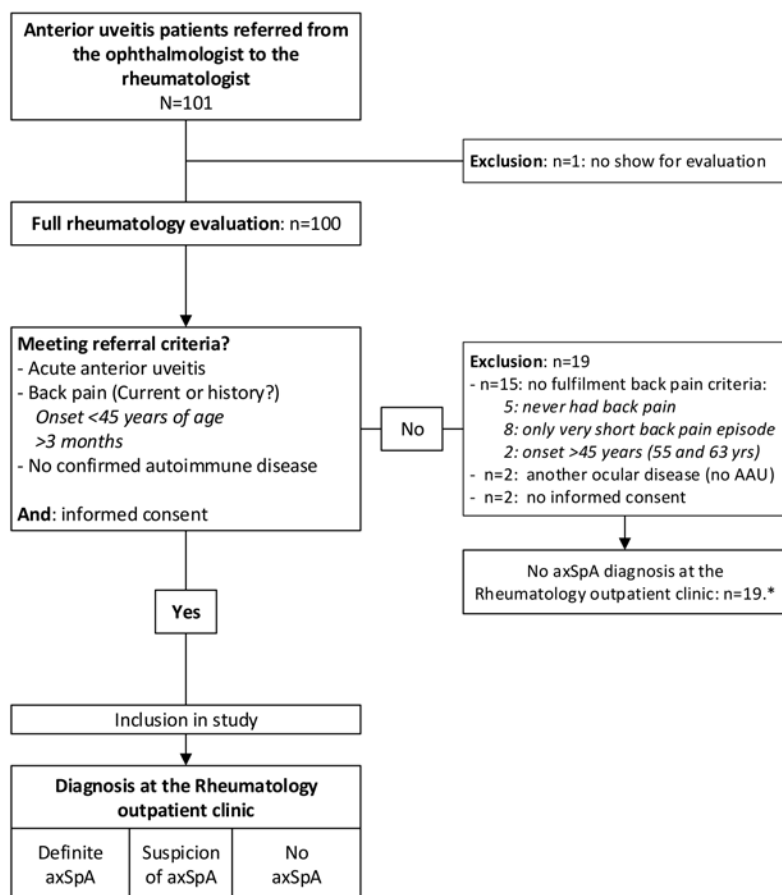 Anterior uveitis patients referred from
the ophthalmologist to the
rheumatologist
N=101
Exclusion: n=1: no show for evaluation
Full rheumatology evaluation: n=100
Meeting referral criteria?
- Acute anterior uveitis
- Back pain (Current or history?)
Onset <45 years of age
>3 months
- No confirmed autoimmune disease
And: informed consent
No
Exclusion: n=19
- n=15: no fulfilment back pain criteria:
5: never had back pain
8: only very short back pain episode
2: onset >45 years (55 and 63 yrs)
- n=2: another ocular disease (no AAU)
- n=2: no informed consent
No axSpA diagnosis at the
Rheumatology outpatient clinic: n=19.*
Yes
Inclusion in study
Diagnosis at the Rheumatology
outpatient clinic
Definite
axSpA
Suspicion
of axSpA
No
axSpA